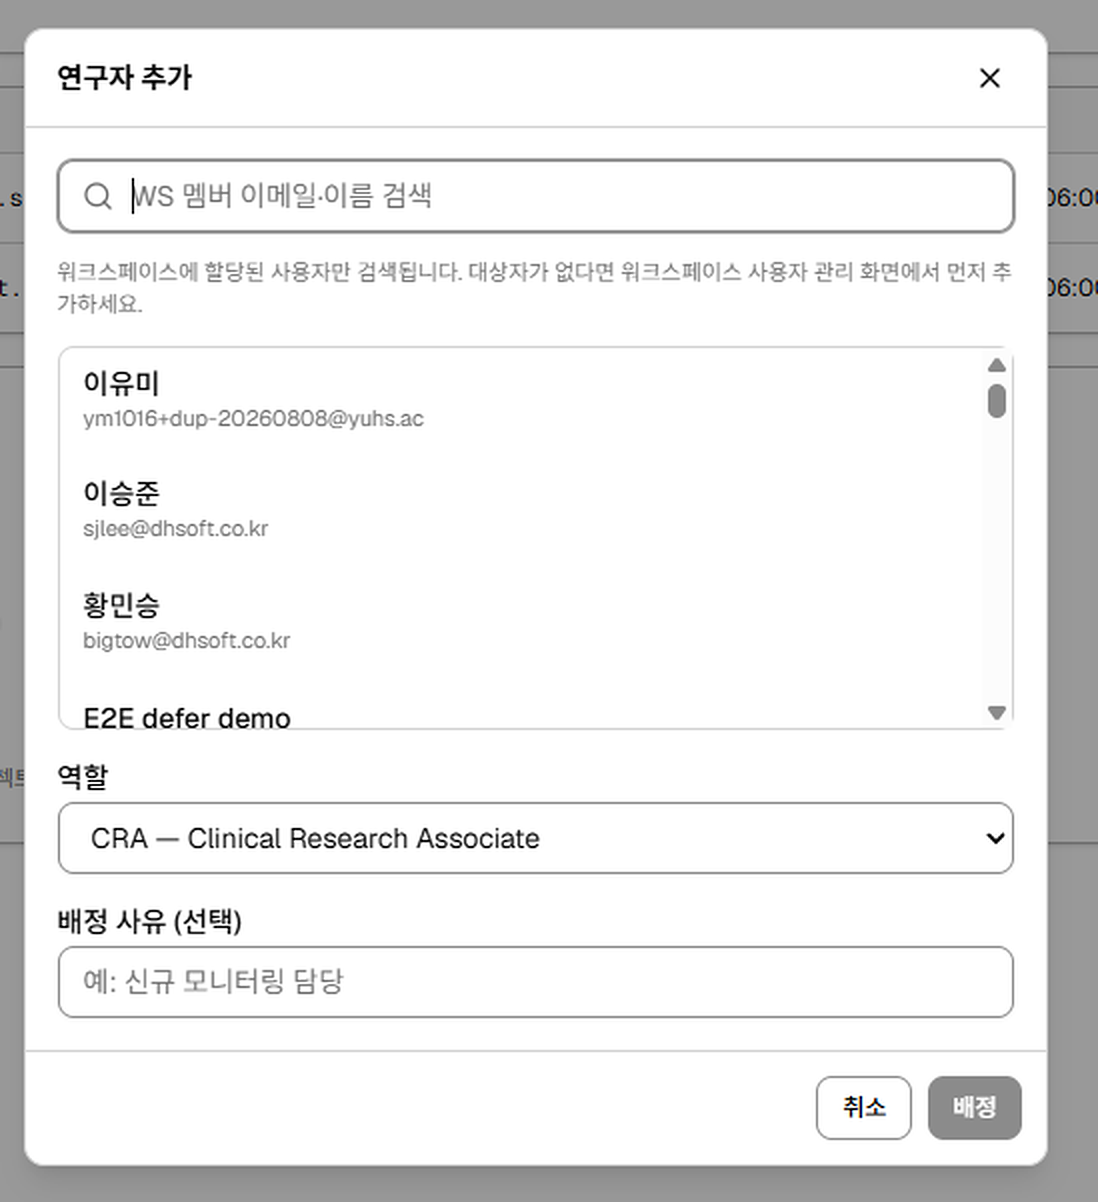 연구자 추가
WS 멤버 이메일·이름 검색
워크스페이스에 할당된 사용자만 검색됩니다. 대상자가 없다면 워크스페이스 사용자 관리 화면에서 먼저 추
가하세요.
이유미
ym1016+dup-20260808@yuhs.ac
이승준
sjlee@dhsoft.co.kr
황민승
bigtow@dhsoft.co.kr
E2E defer demo
역할
CRA — Clinical Research Associate
배정 사유 (선택)
예: 신규 모니터링 담당
취소
배정
.s
t.
06:00
06:00